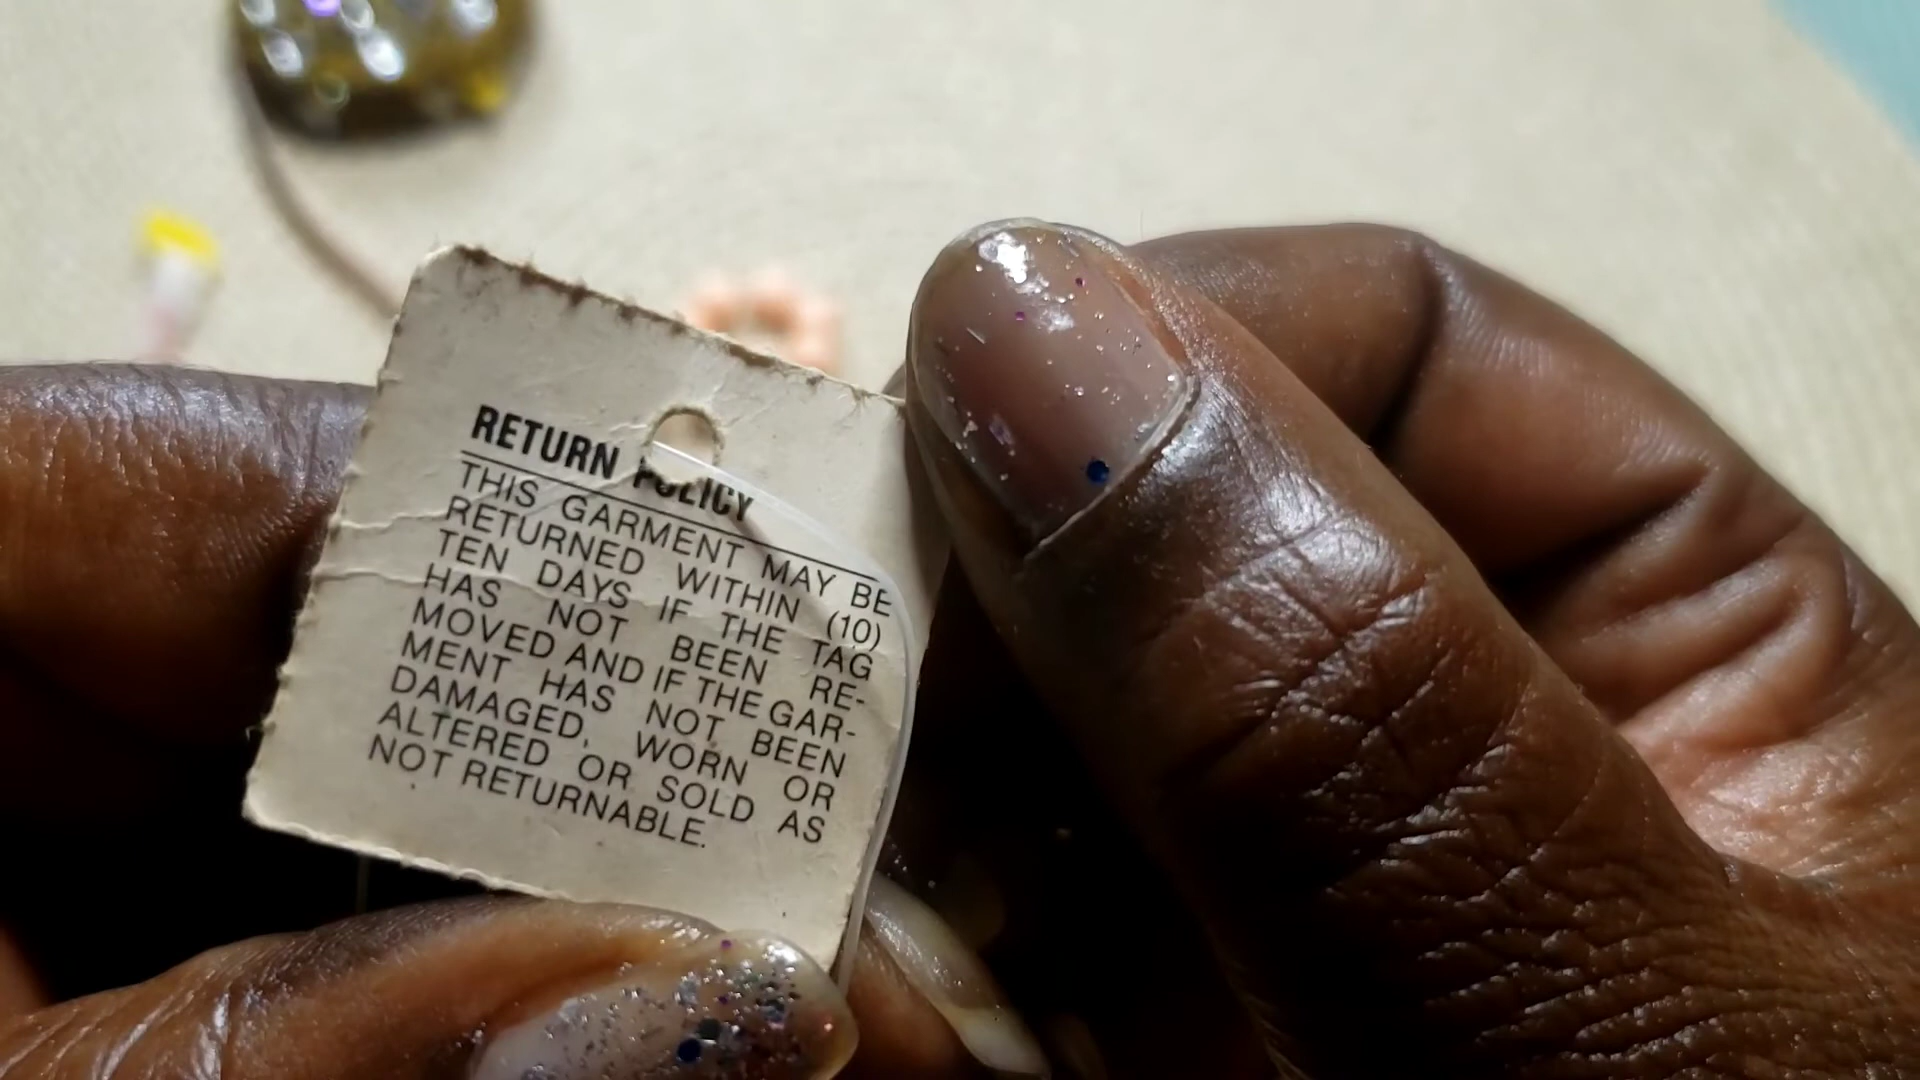 RETURN POLICY
THIS GARMENT MAY BE
RETURNED WITHIN (10)
TEN DAYS IF THE TAG
HAS NOT BEEN RE-
MOVED AND IF THE GAR-
MENT HAS NOT BEEN
DAMAGED, WORN OR
ALTERED OR SOLD AS
NOT RETURNABLE.